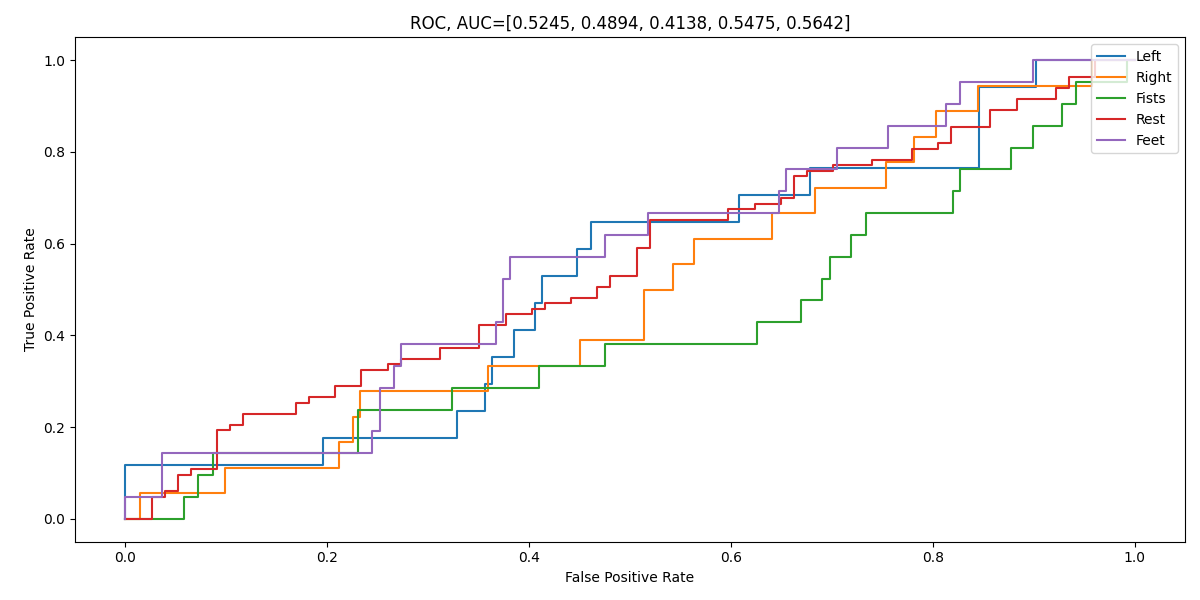 ROC, AUC=[0.5245, 0.4894, 0.4138, 0.5475, 0.5642]
Left
Right
Fists
Rest
Feet
1.0
0.8
0.6
0.4
0.2
0.0
True Positive Rate
0.0 0.2 0.4 0.6 0.8 1.0
False Positive Rate